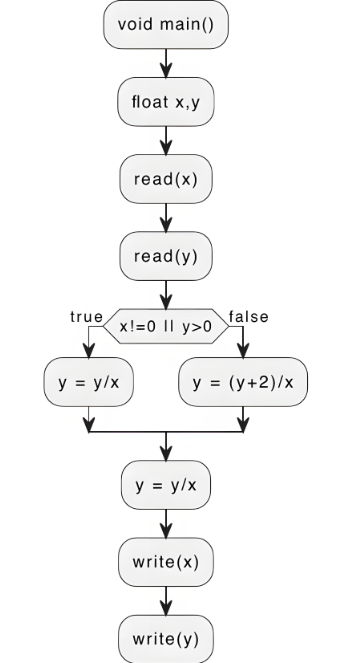 void main()
float x,y
read(x)
read(y)
true
x!=0 || y>0
false
y = y/x
y = (y+2)/x
y = y/x
write(x)
write(y)